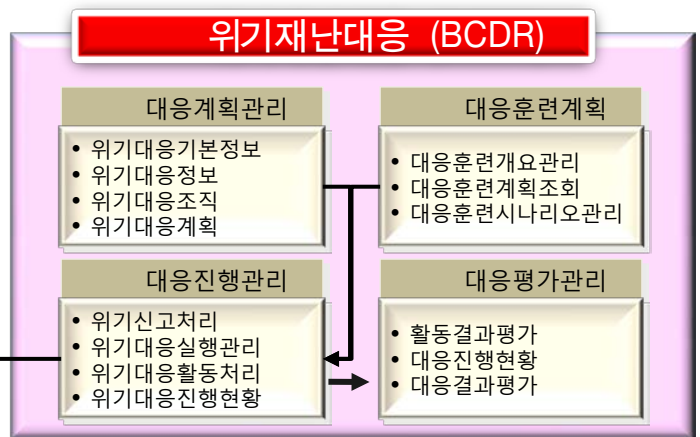 위기재난대응 (BCDR)
대응계획관리
• 위기대응기본정보
• 위기대응정보
• 위기대응조직
• 위기대응계획
대응훈련계획
• 대응훈련개요관리
• 대응훈련계획조회
• 대응훈련시나리오관리
대응진행관리
• 위기신고처리
• 위기대응실행관리
• 위기대응활동처리
• 위기대응진행현황
대응평가관리
• 활동결과평가
• 대응진행현황
• 대응결과평가